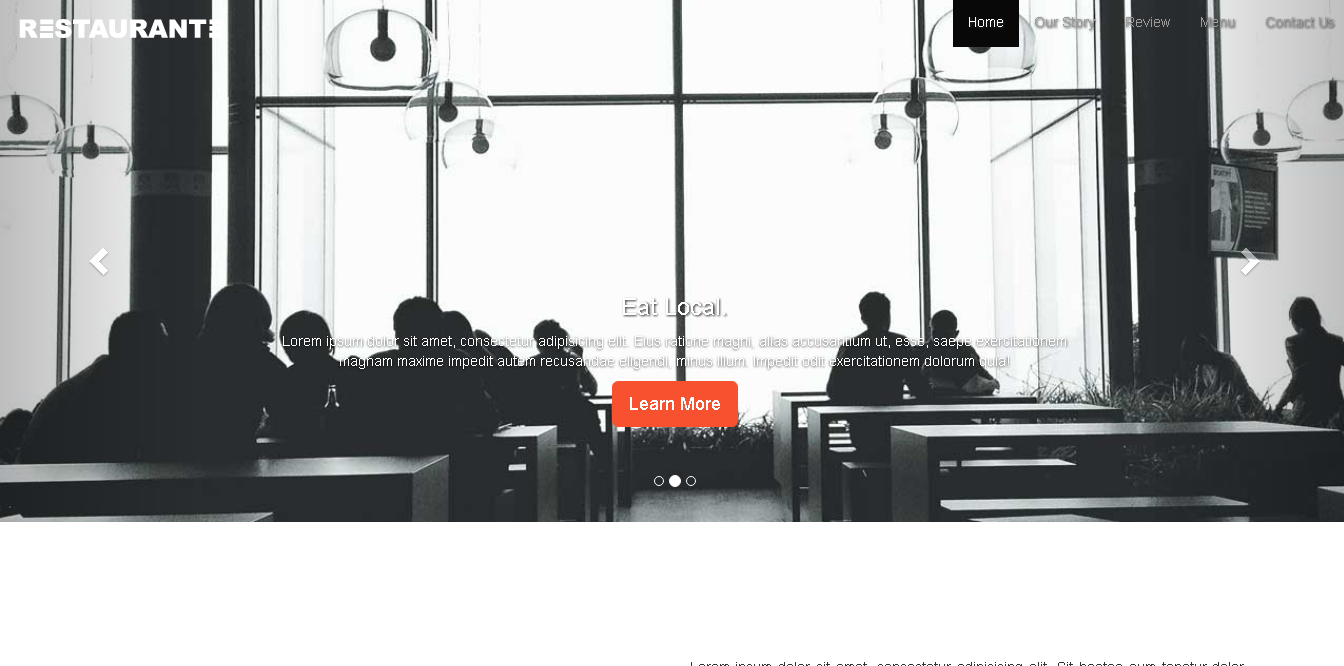 RESTAURANTE
Home Our Story Review Menu Contact Us
Eat Local.
Lorem ipsum dolor sit amet, consectetur adipisicing elit. Eius ratione magni, alias accusantium ut, esse, saepe exercitationem
magnam maxime impedit autem recusandae eligendi, minus illum. Impedit odit exercitationem dolorum quia!
Learn More
Lorem ipsum dolor sit amet, consectetur adipisicing elit. Sit beatae eum tenetur dolor